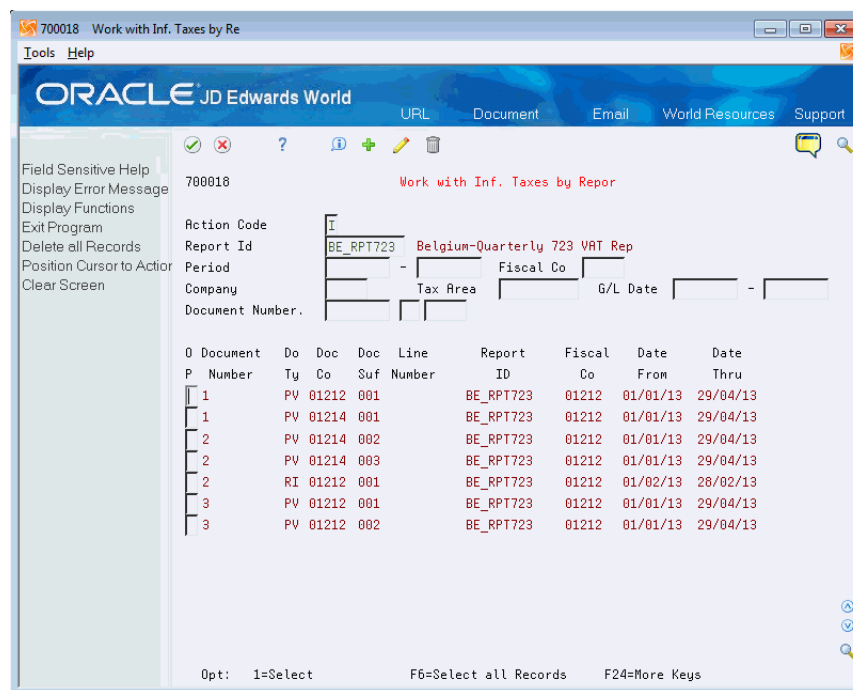 700018 Work with Inf. Taxes by Re
Tools Help
ORACLE JD Edwards World
URL Document Email World Resources Support
Field Sensitive Help
Display Error Message
Display Functions
Exit Program
Delete all Records
Position Cursor to Action
Clear Screen
700018 Work with Inf. Taxes by Repor
Action Code I
Report Id BE_RPT723 Belgium-Quarterly 723 VAT Rep
Period - Fiscal Co
Company Tax Area G/L Date -
Document Number.
O Document Do Doc Doc Line Report Fiscal Date Date
P Number Ty Co Suf Number ID Co From Thru
1 PV 01212 001 BE_RPT723 01212 01/01/13 29/04/13
1 PV 01214 001 BE_RPT723 01212 01/01/13 29/04/13
2 PV 01214 002 BE_RPT723 01212 01/01/13 29/04/13
2 PV 01214 003 BE_RPT723 01212 01/01/13 29/04/13
2 RI 01212 001 BE_RPT723 01212 01/02/13 28/02/13
3 PV 01212 001 BE_RPT723 01212 01/01/13 29/04/13
3 PV 01212 002 BE_RPT723 01212 01/01/13 29/04/13
Opt: 1=Select F6=Select all Records F24=More Keys